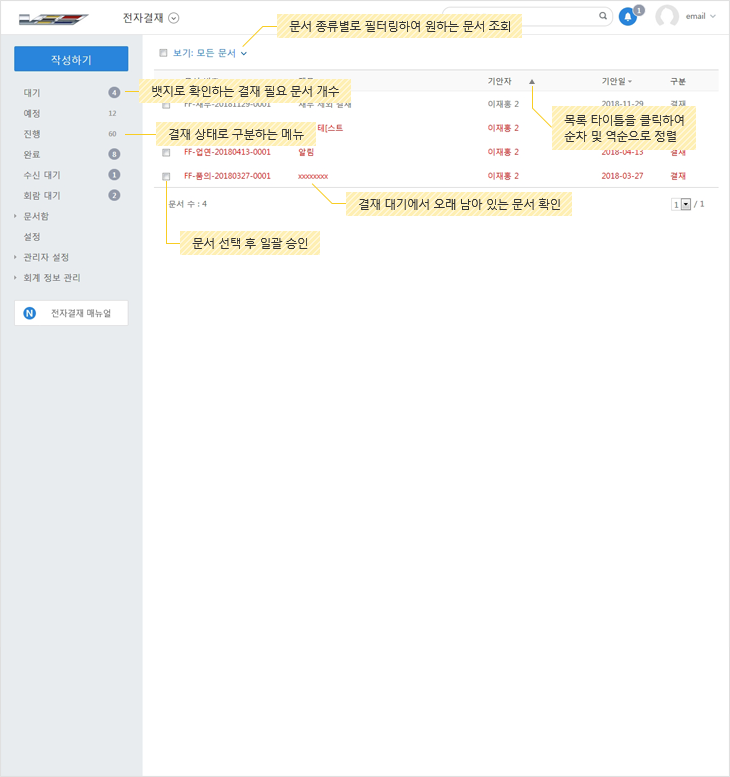 전자결재
문서 종류별로 필터링하여 원하는 문서 조회
1
email
작성하기
보기: 모든 문서
기안자
기안일
구분
대기
4
뱃지로 확인하는 결재 필요 문서 개수
FF-재무-20181129-0001
이재홍 2
2018-11-29
결재
예정
12
목록 타이틀을 클릭하여
순차 및 역순으로 정렬
진행
60
결재 상태로 구분하는 메뉴
테[스트
이재홍 2
결재
완료
8
FF-업연-20180413-0001
알림
이재홍 2
2018-04-13
결재
수신 대기
1
FF-품의-20180327-0001
xxxxxxxx
이재홍 2
2018-03-27
결재
회람 대기
2
문서 수 : 4
결재 대기에서 오래 남아 있는 문서 확인
1
/ 1
문서함
설정
문서 선택 후 일괄 승인
관리자 설정
회계 정보 관리
N
전자결재 매뉴얼